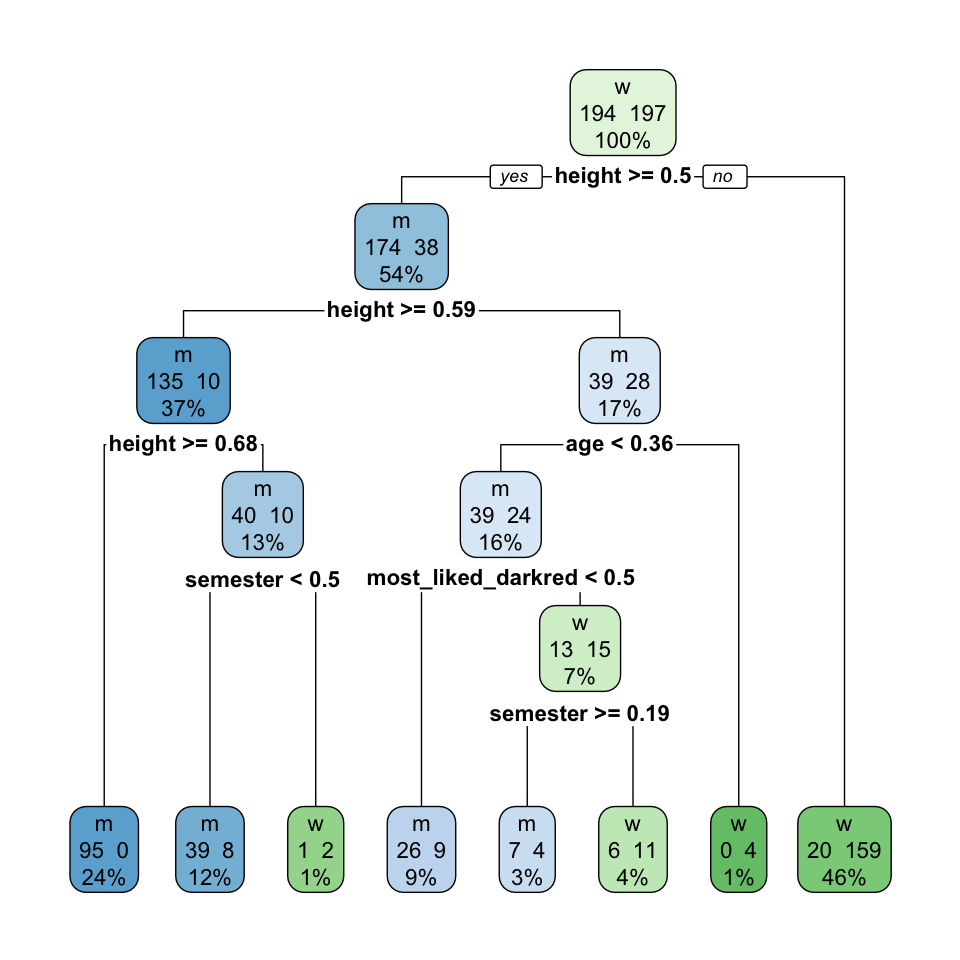 w
194 197
100%
yes height >= 0.5 no
m
174 38
54%
height >= 0.59
m
135 10
37%
m
39 28
17%
height >= 0.68
age < 0.36
m
40 10
13%
m
39 24
16%
semester < 0.5
most_liked_darkred < 0.5
w
13 15
7%
semester >= 0.19
m
95 0
24%
m
39 8
12%
w
1 2
1%
m
26 9
9%
m
7 4
3%
w
6 11
4%
w
0 4
1%
w
20 159
46%